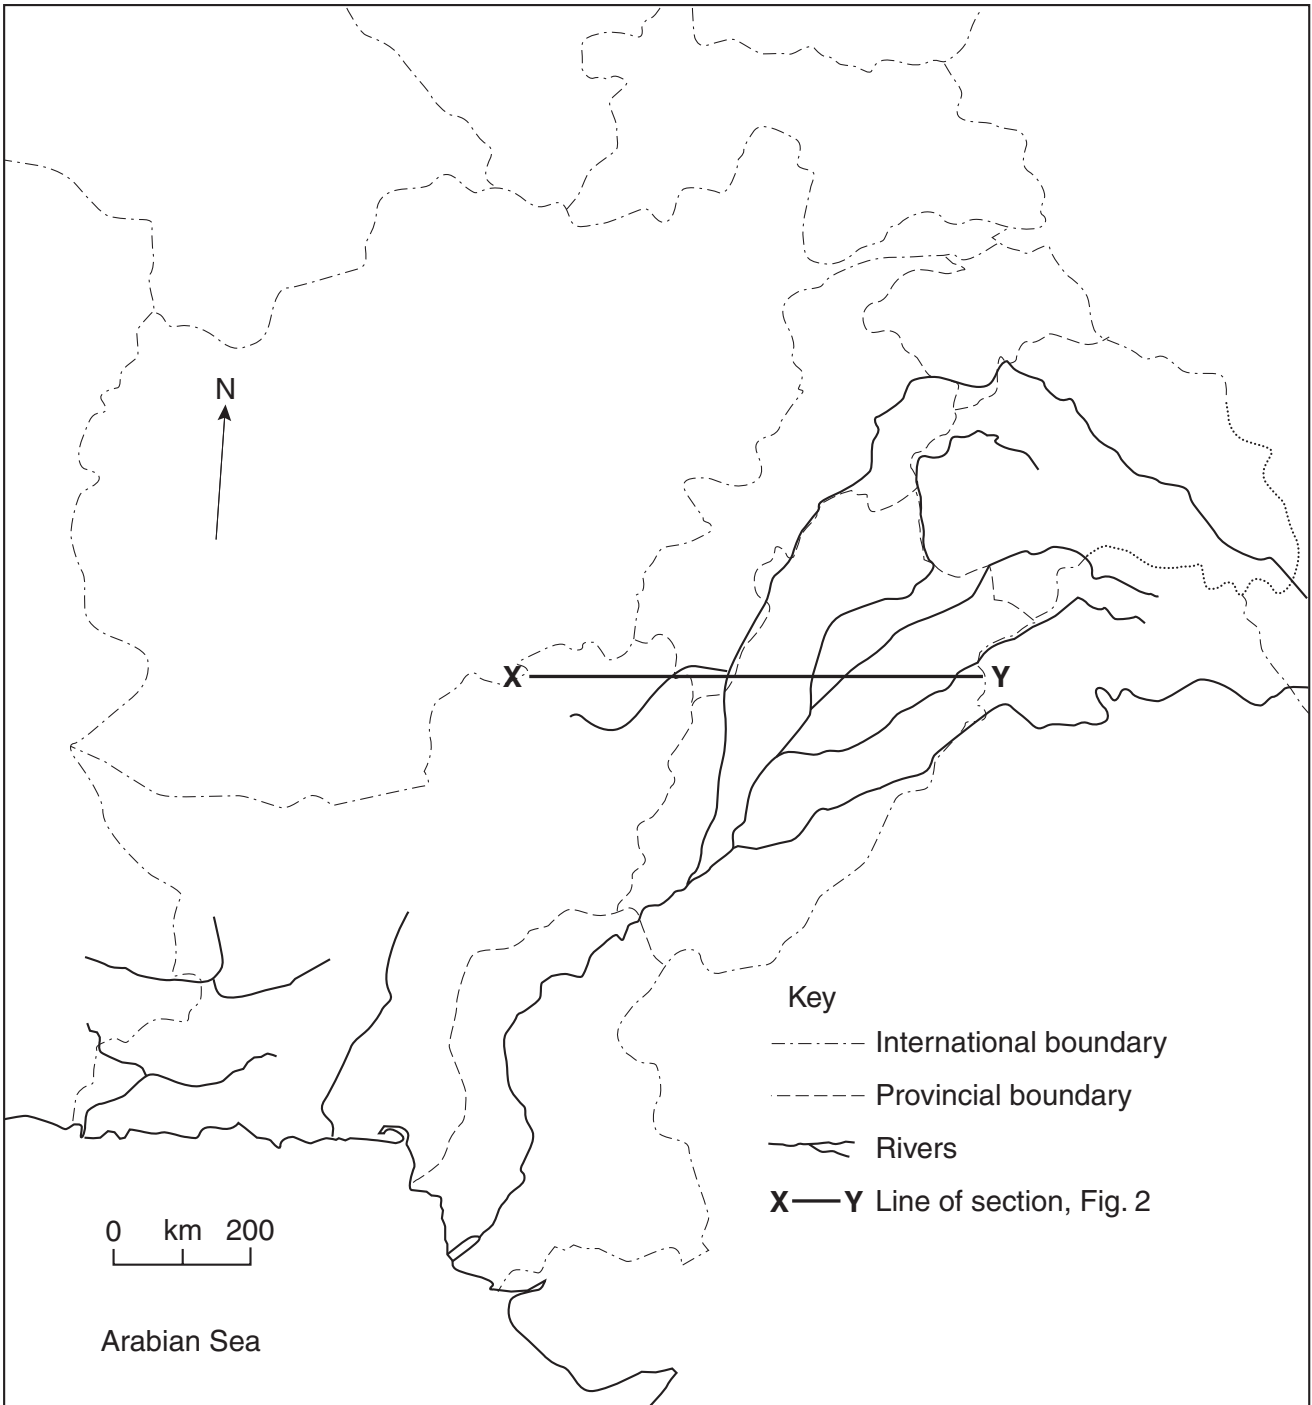 N
X Y
Key
International boundary
Provincial boundary
Rivers
X Y Line of section, Fig. 2
0 km 200
Arabian Sea